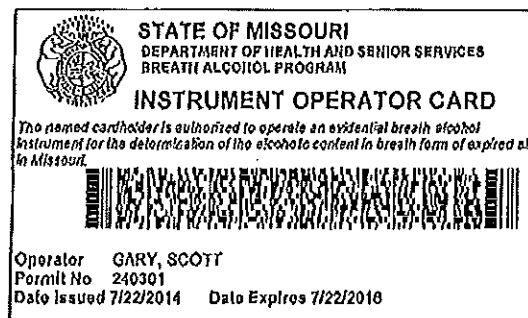 STATE OF MISSOURI
DEPARTMENT OF HEALTH AND SENIOR SERVICES
BREATH ALCOHOL PROGRAM
INSTRUMENT OPERATOR CARD
The named cardholder is authorized to operate an evidential breath alcohol
instrument for the determination of the alcoholic content in breath form of expired
in Missouri.
Operator GARY, SCOTT
Permit No 240301
Date Issued 7/22/2014 Date Expires 7/22/2016